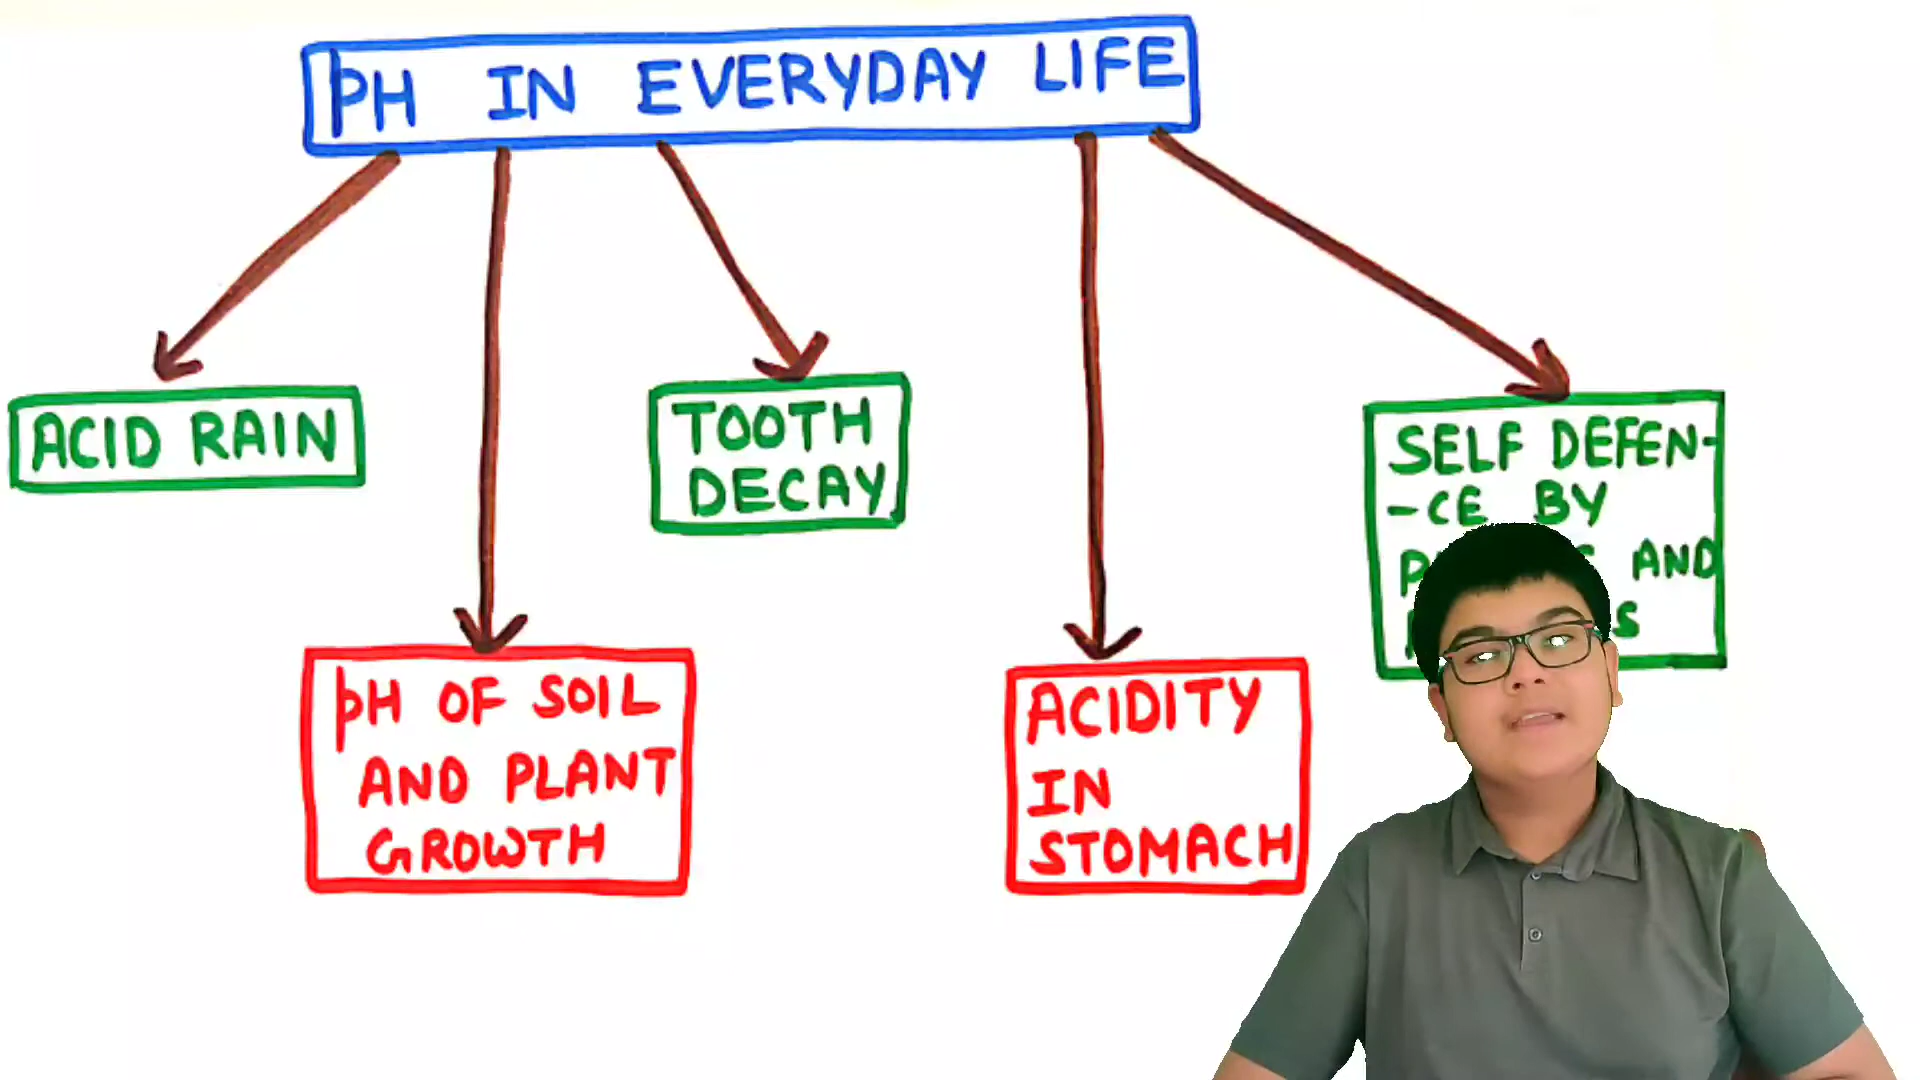 pH IN EVERYDAY LIFE
ACID RAIN
TOOTH
DECAY
SELF DEFEN-
-CE BY
AND
pH OF SOIL
AND PLANT
GROWTH
ACIDITY
IN
STOMACH